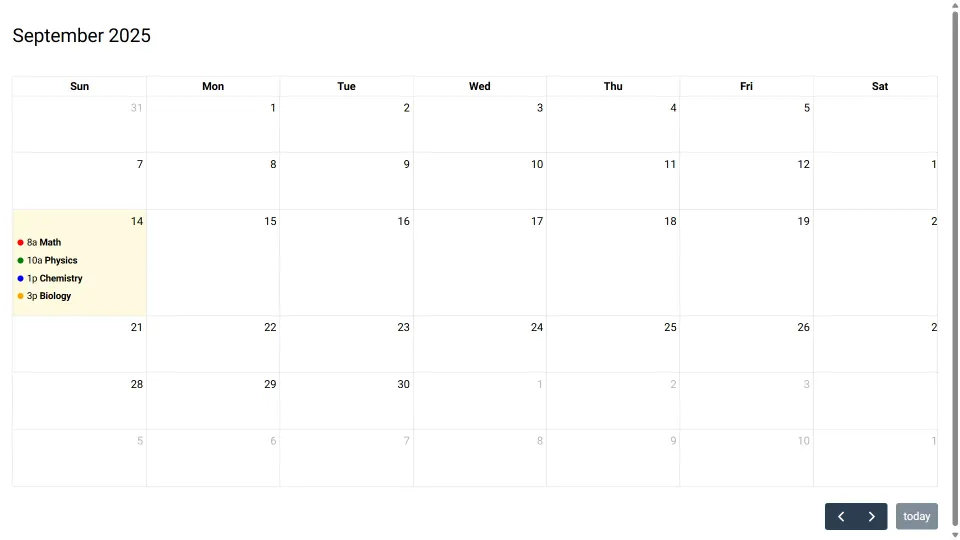 September 2025
Sun Mon Tue Wed Thu Fri Sat
31 1 2 3 4 5
7 8 9 10 11 12 1
14 15 16 17 18 19 2
8a Math
10a Physics
1p Chemistry
3p Biology
21 22 23 24 25 26 2
28 29 30 1 2 3
5 6 7 8 9 10 1
today